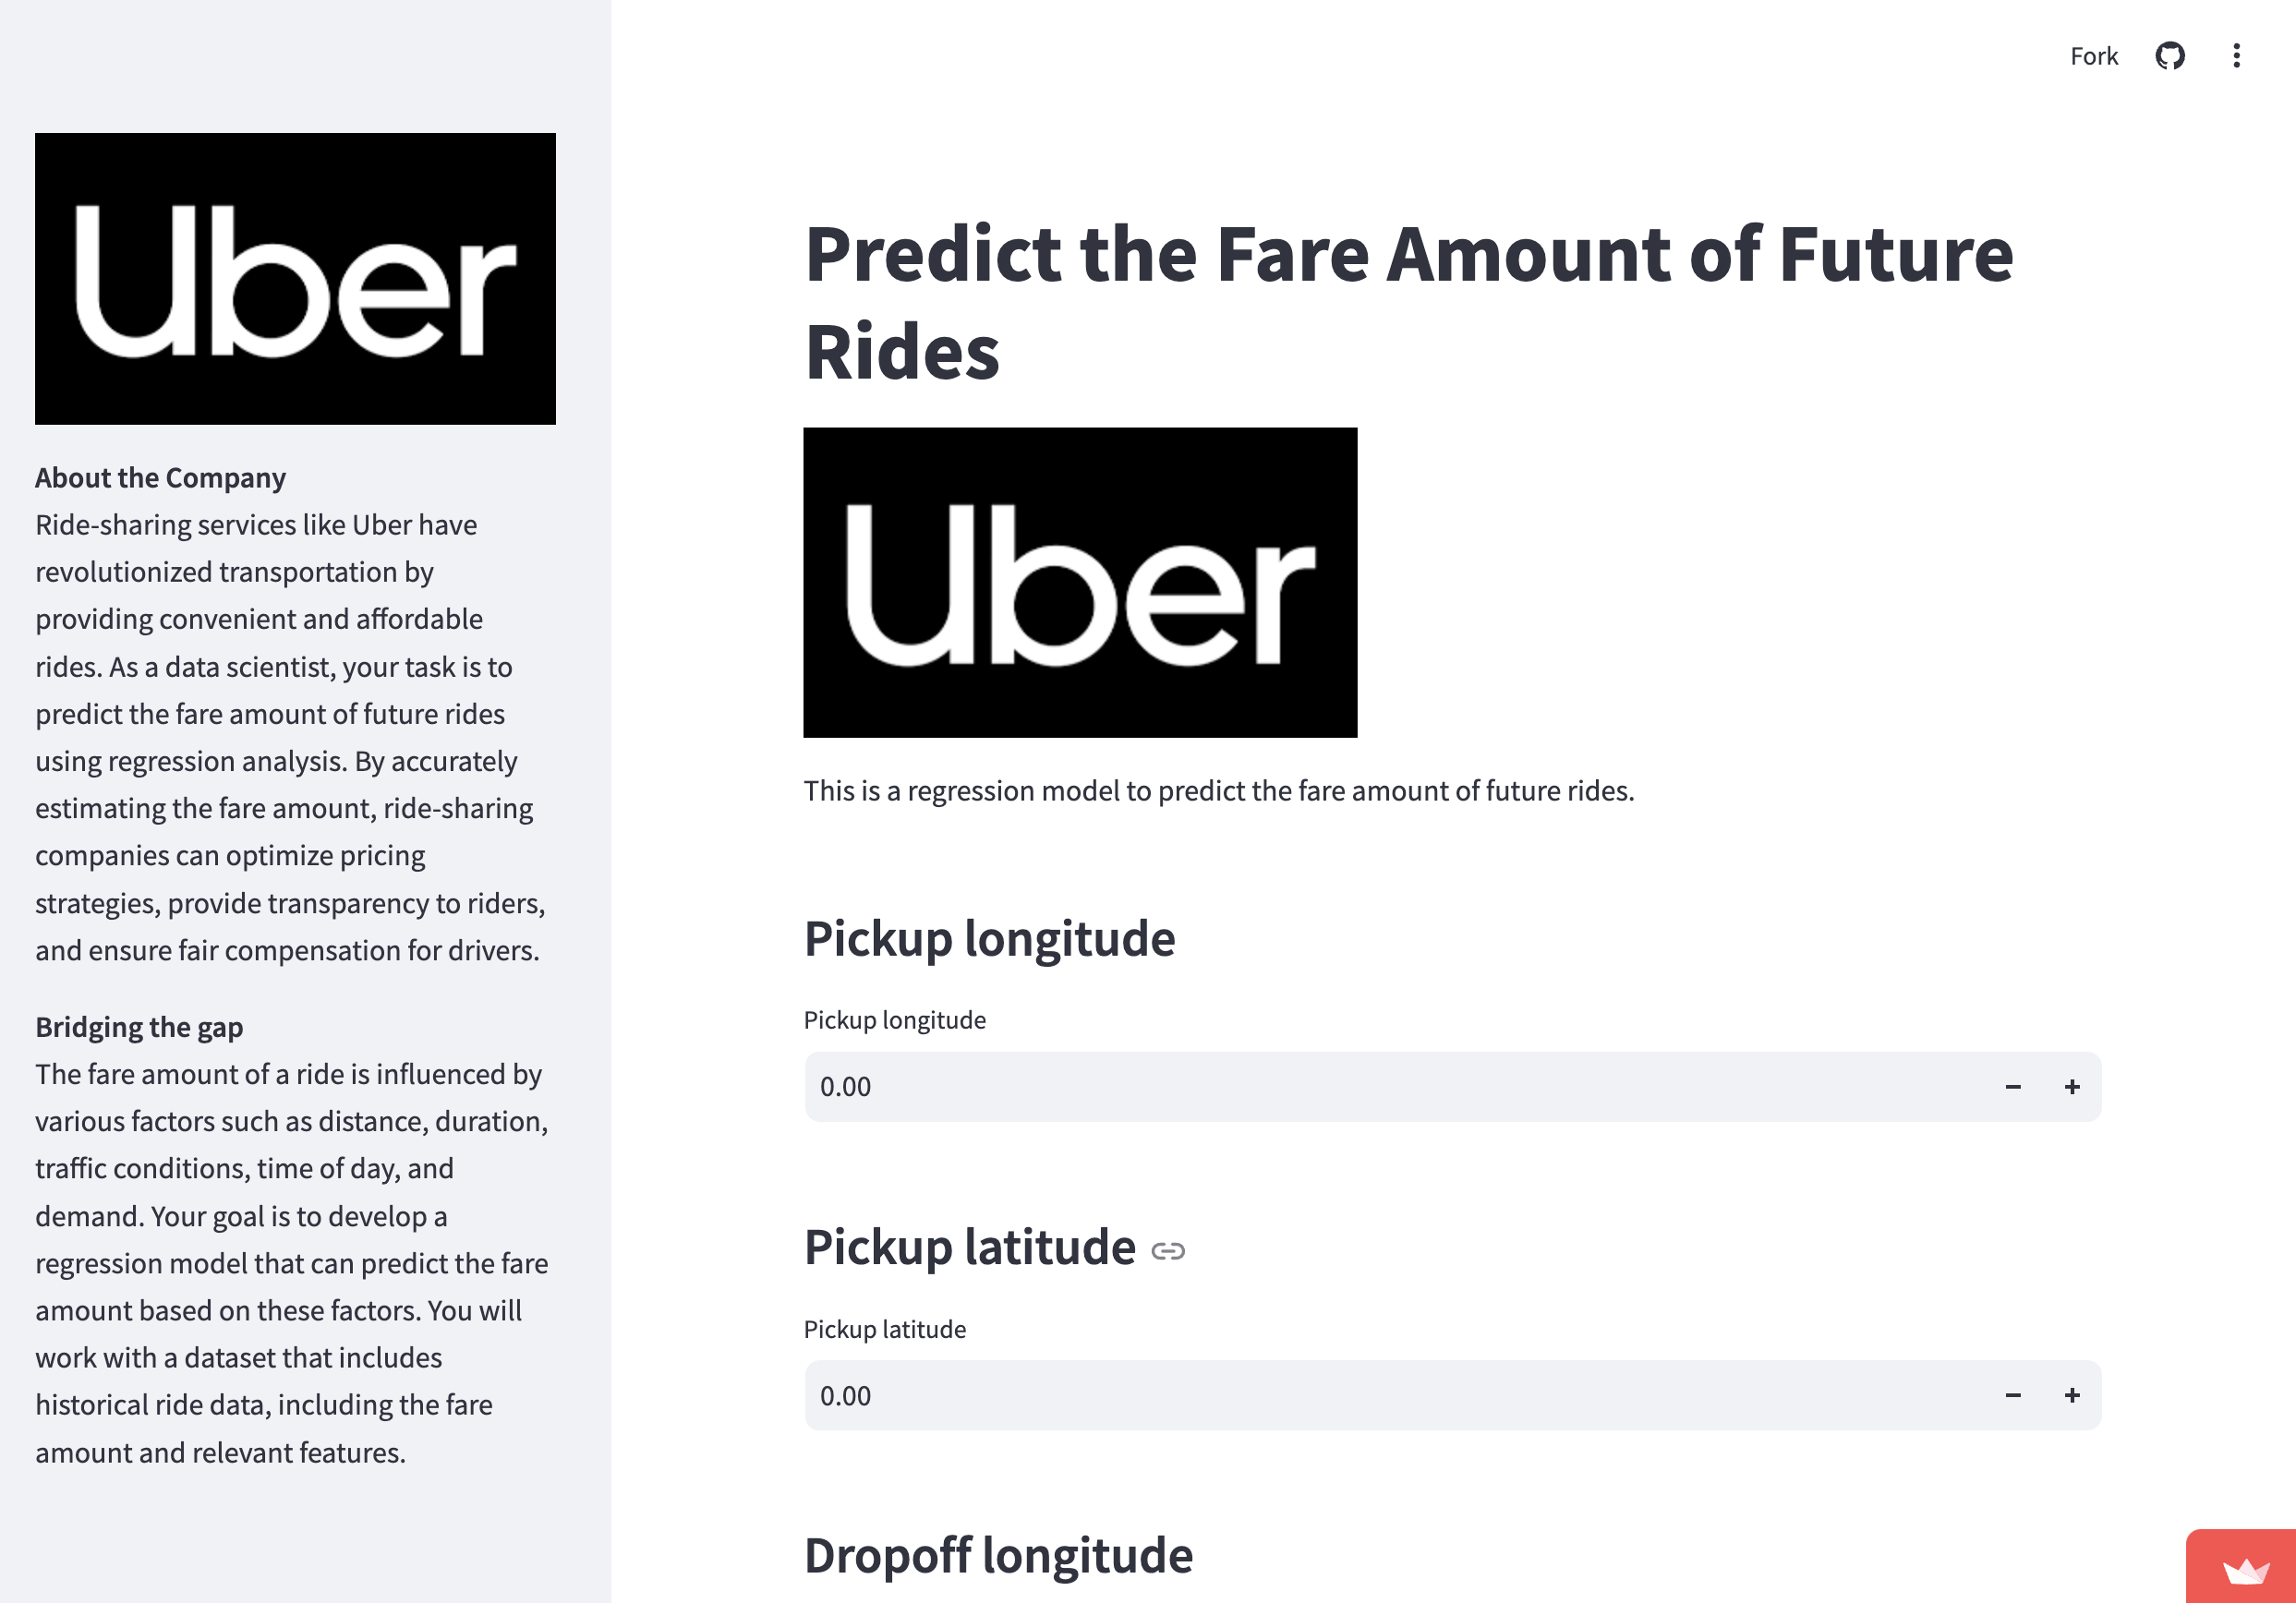 Fork
Uber
About the Company
Ride-sharing services like Uber have
revolutionized transportation by
providing convenient and affordable
rides. As a data scientist, your task is to
predict the fare amount of future rides
using regression analysis. By accurately
estimating the fare amount, ride-sharing
companies can optimize pricing
strategies, provide transparency to riders,
and ensure fair compensation for drivers.
Bridging the gap
The fare amount of a ride is influenced by
various factors such as distance, duration,
traffic conditions, time of day, and
demand. Your goal is to develop a
regression model that can predict the fare
amount based on these factors. You will
work with a dataset that includes
historical ride data, including the fare
amount and relevant features.
Predict the Fare Amount of Future
Rides
Uber
This is a regression model to predict the fare amount of future rides.
Pickup longitude
Pickup longitude
0.00
Pickup latitude
Pickup latitude
0.00
Dropoff longitude